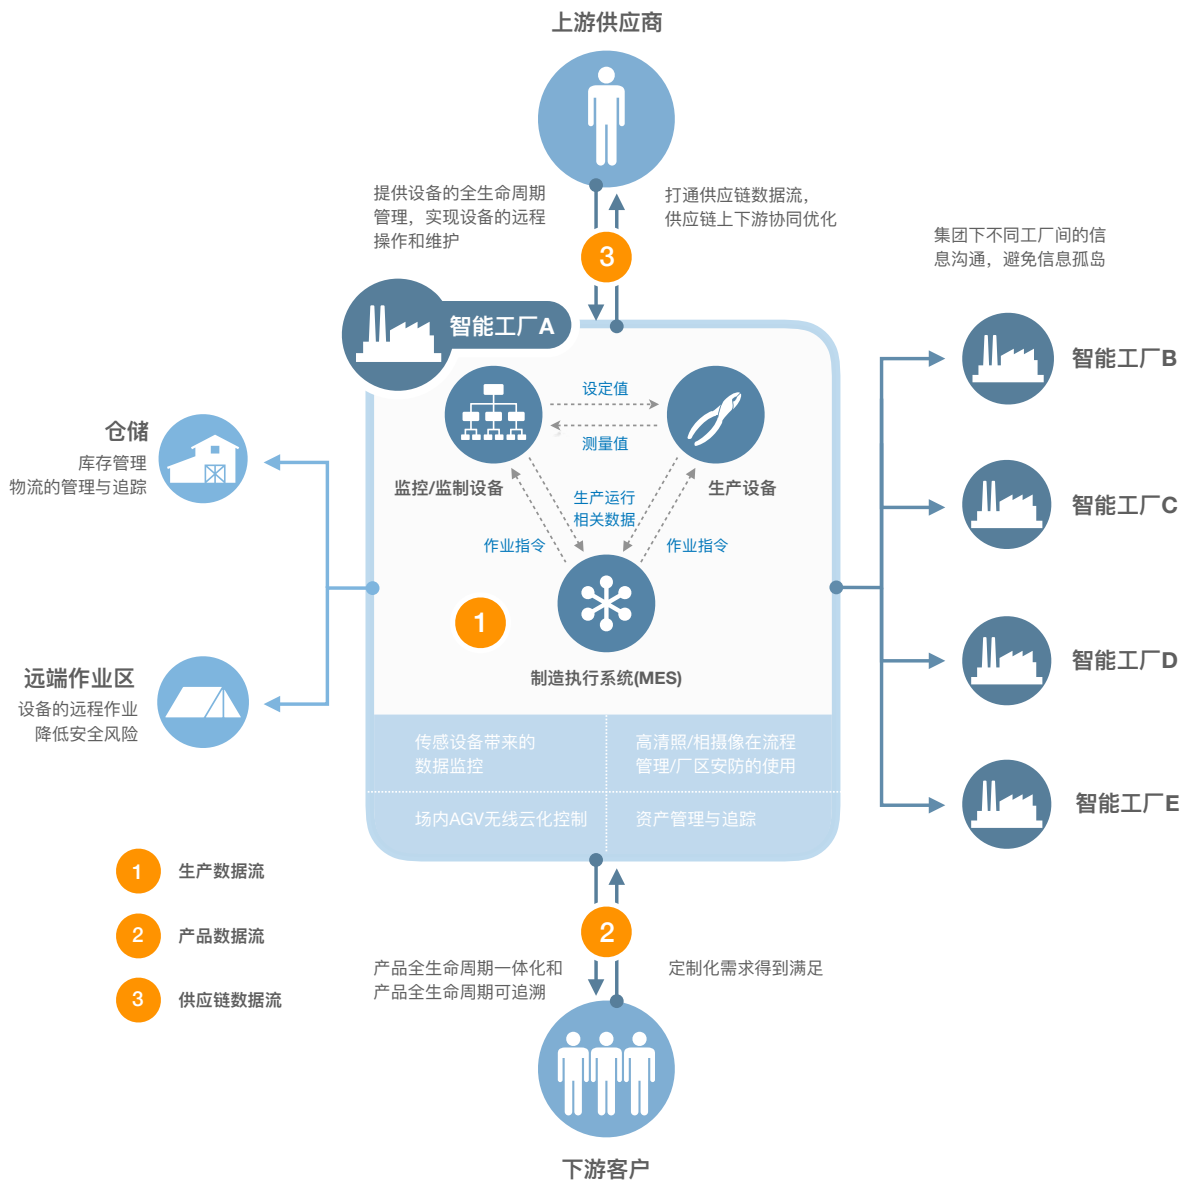 上游供应商
提供设备的全生命周期
管理，实现设备的远程
操作和维护
打通供应链数据流，
供应链上下游协同优化
3
集团下不同工厂间的信
息沟通，避免信息孤岛
智能工厂A
设定值
测量值
监控/监制设备
生产设备
生产运行
相关数据
作业指令
作业指令
1
制造执行系统(MES)
传感设备带来的
数据监控
高清照/相摄像在流程
管理/厂区安防的使用
场内AGV无线云化控制
资产管理与追踪
仓储
库存管理
物流的管理与追踪
远端作业区
设备的远程作业
降低安全风险
智能工厂B
智能工厂C
智能工厂D
智能工厂E
1
生产数据流
2
产品数据流
3
供应链数据流
2
产品全生命周期一体化和
产品全生命周期可追溯
定制化需求得到满足
下游客户